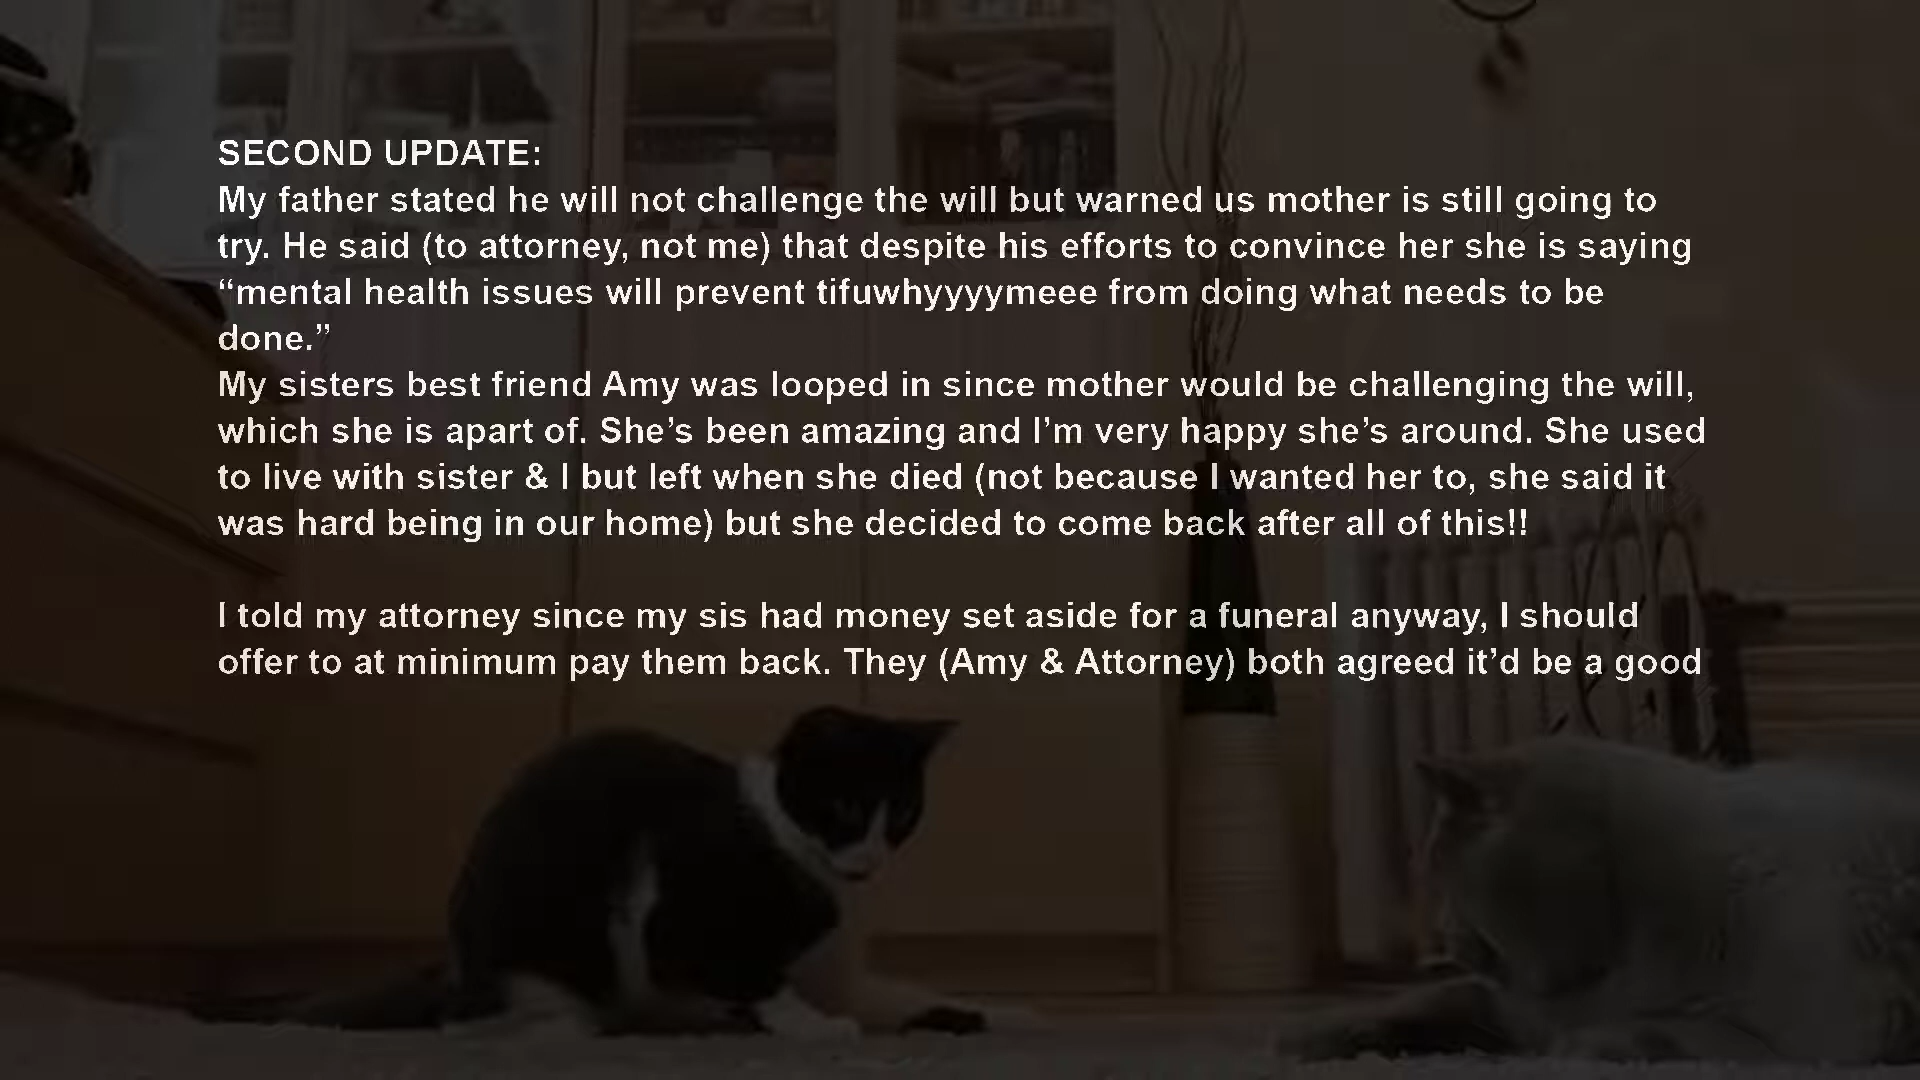 SECOND UPDATE:
My father stated he will not challenge the will but warned us mother is still going to
try. He said (to attorney, not me) that despite his efforts to convince her she is saying
“mental health issues will prevent tifuwhyyyymeee from doing what needs to be
done.”
My sisters best friend Amy was looped in since mother would be challenging the will,
which she is apart of. She’s been amazing and I’m very happy she’s around. She used
to live with sister & I but left when she died (not because I wanted her to, she said it
was hard being in our home) but she decided to come back after all of this!!
I told my attorney since my sis had money set aside for a funeral anyway, I should
offer to at minimum pay them back. They (Amy & Attorney) both agreed it’d be a good